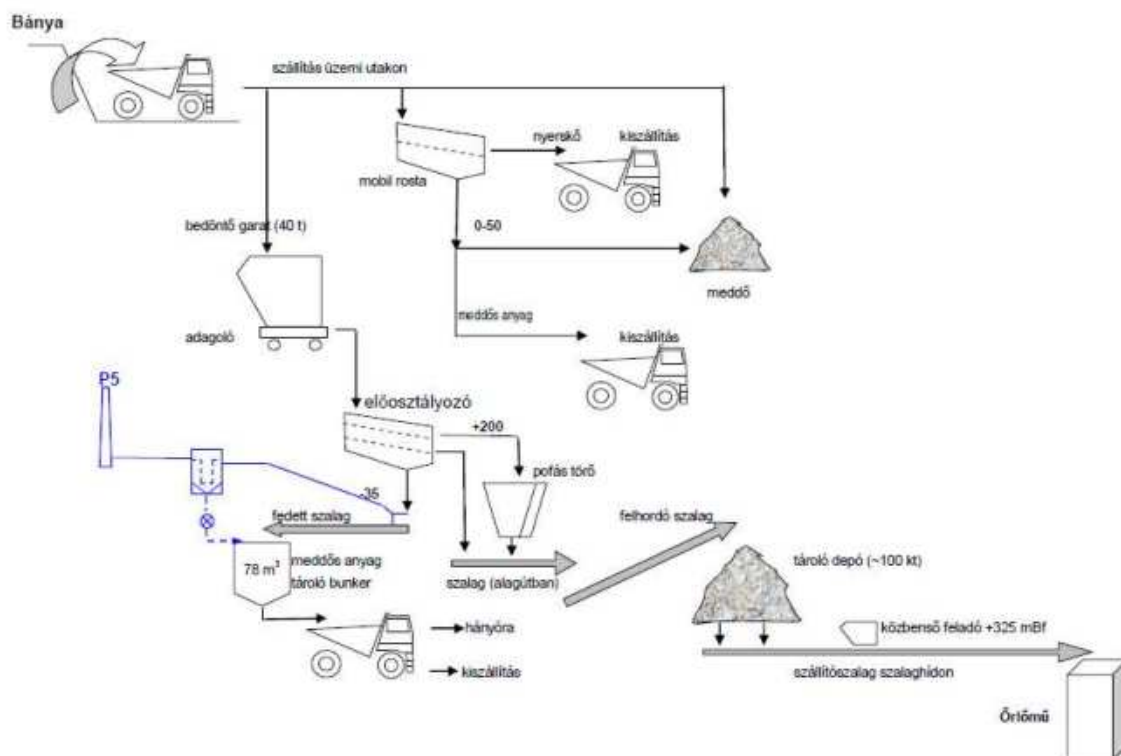 Bánya
szállítás üzemi utakon
nyerskő
kiszállítás
mobil rosta
bedöntő garat (40 t)
0-50
meddő
meddős anyag
kiszállítás
adagoló
P5
előosztályozó
+200
pofás törő
-35
fedett szalag
felhordó szalag
78 m³
meddős anyag
tároló bunker
szalag (alagútban)
tároló depó (~100 kt)
hányóra
kiszállítás
közbenső feladó +325 mBf
szállítószalag szalaghídon
Őrlőmű